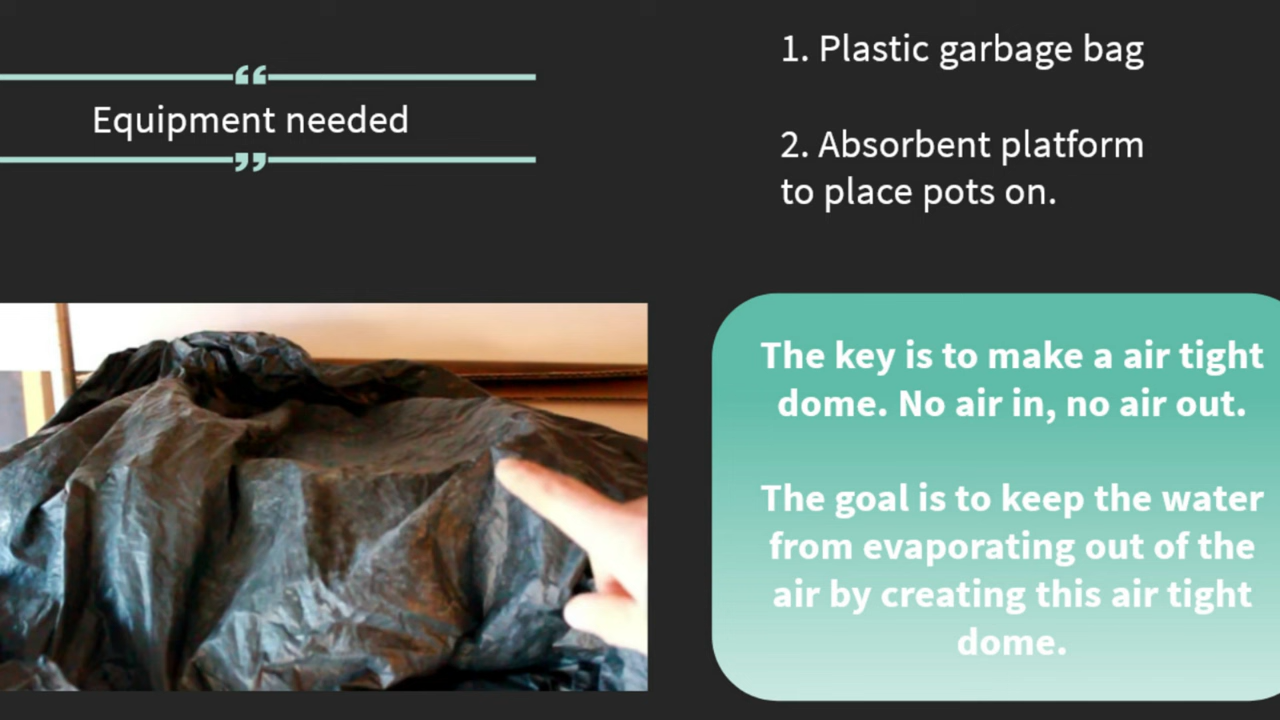 “
Equipment needed
”
1. Plastic garbage bag
2. Absorbent platform
to place pots on.
The key is to make a air tight
dome. No air in, no air out.
The goal is to keep the water
from evaporating out of the
air by creating this air tight
dome.